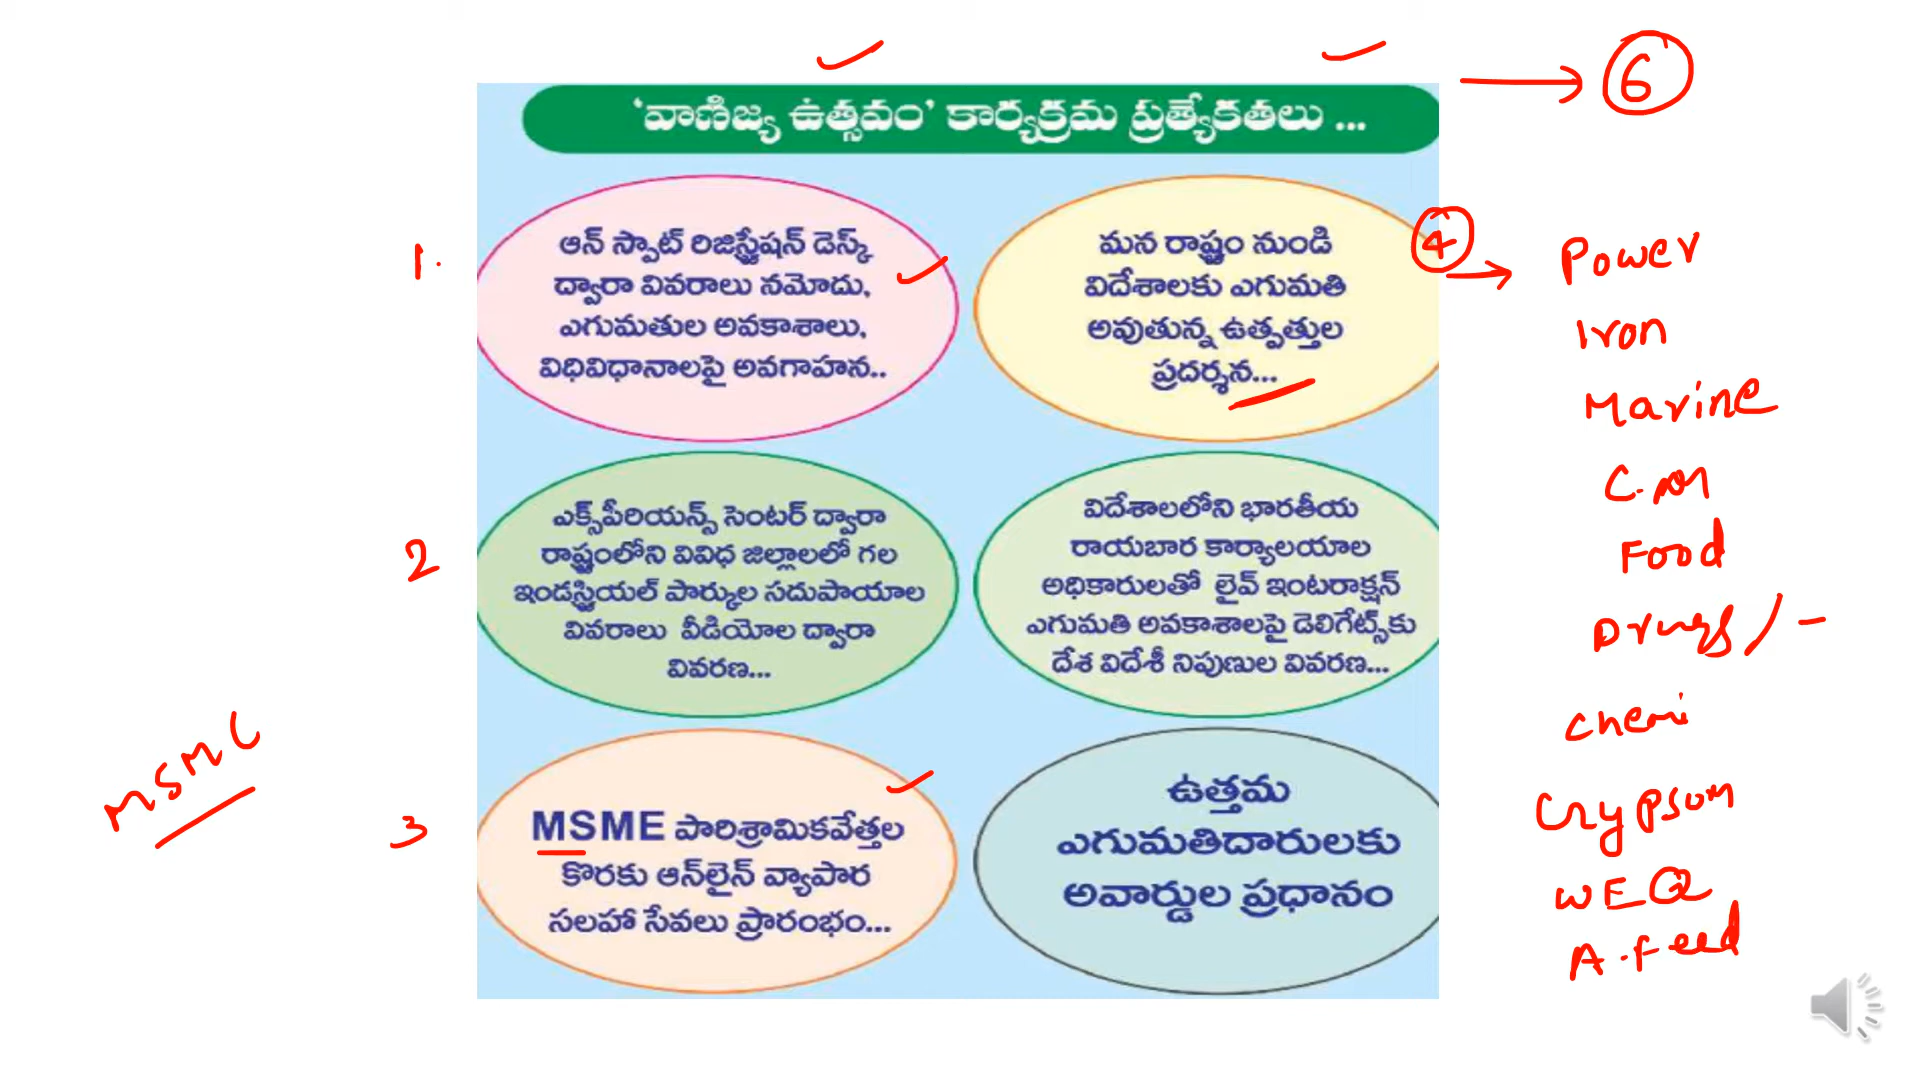 6
'వాణిజ్య ఉత్సవం' కార్యక్రమ ప్రత్యేకతలు ...
1.
ఆన్ స్పాట్ రిజిస్ట్రేషన్ డెస్క్
ద్వారా వివరాలు నమోదు,
ఎగుమతుల అవకాశాలు,
విధివిధానాలపై అవగాహన..
4
మన రాష్ట్రం నుండి
విదేశాలకు ఎగుమతి
అవుతున్న ఉత్పత్తుల
ప్రదర్శన...
2
ఎక్స్‌పీరియన్స్ సెంటర్ ద్వారా
రాష్ట్రంలోని వివిధ జిల్లాలలో గల
ఇండస్ట్రియల్ పార్కుల సదుపాయాల
వివరాలు వీడియోల ద్వారా
వివరణ...
విదేశాలలోని భారతీయ
రాయబార కార్యాలయాల
అధికారులతో లైవ్ ఇంటరాక్షన్
ఎగుమతి అవకాశాలపై డెలిగేట్స్‌కు
దేశ విదేశీ నిపుణుల వివరణ...
3
MSME పారిశ్రామికవేత్తల
కొరకు ఆన్‌లైన్ వ్యాపార
సలహా సేవలు ప్రారంభం...
ఉత్తమ
ఎగుమతిదారులకు
అవార్డుల ప్రధానం
MSMC
Power
Iron
Marine
Food
Drugs / -
chemi
A.feed